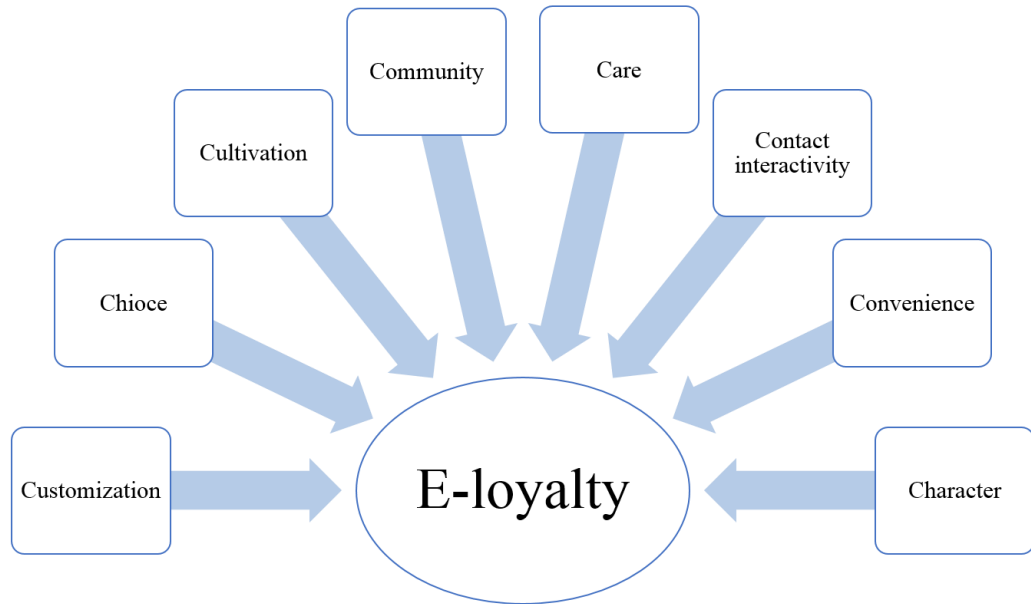 Community
Care
Cultivation
Contact
interactivity
Chioce
Convenience
E-loyalty
Customization
Character